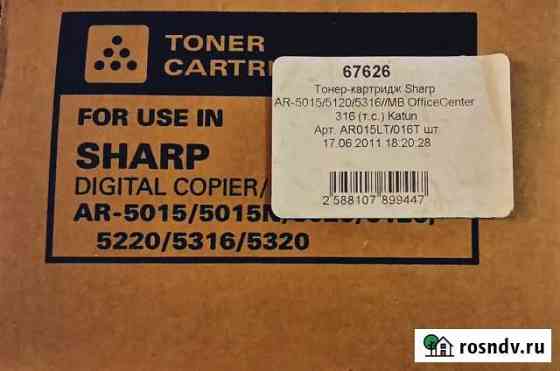 TONER
CARTRI
67626
Тонер-картридж Sharp
AR-5015/5120/5316//MB OfficeCenter
316 (т.с.) Katun
Арт. AR015LT/016T шт
17.06.2011 18:20:28
2 588107 899447
FOR USE IN
SHARP
DIGITAL COPIER/
AR-5015/5015N/
5220/5316/5320
rosndv.ru